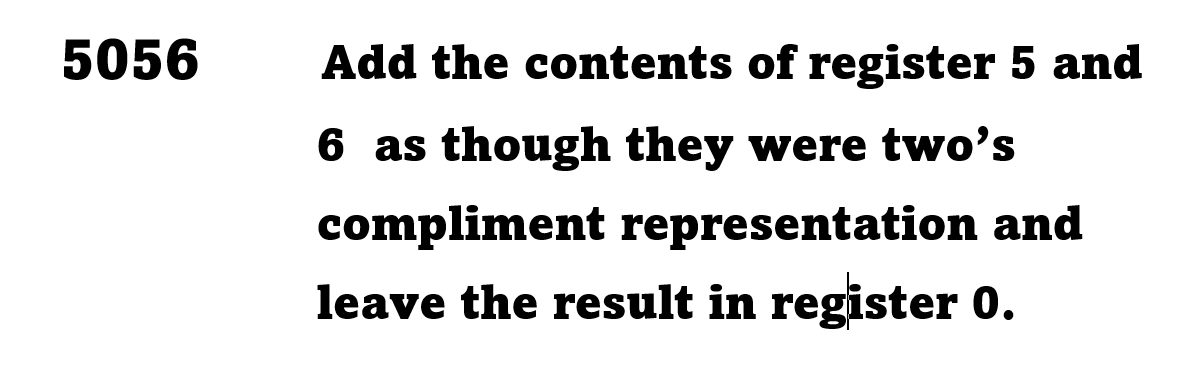 5056 Add the contents of register 5 and
6 as though they were two’s
compliment representation and
leave the result in register 0.